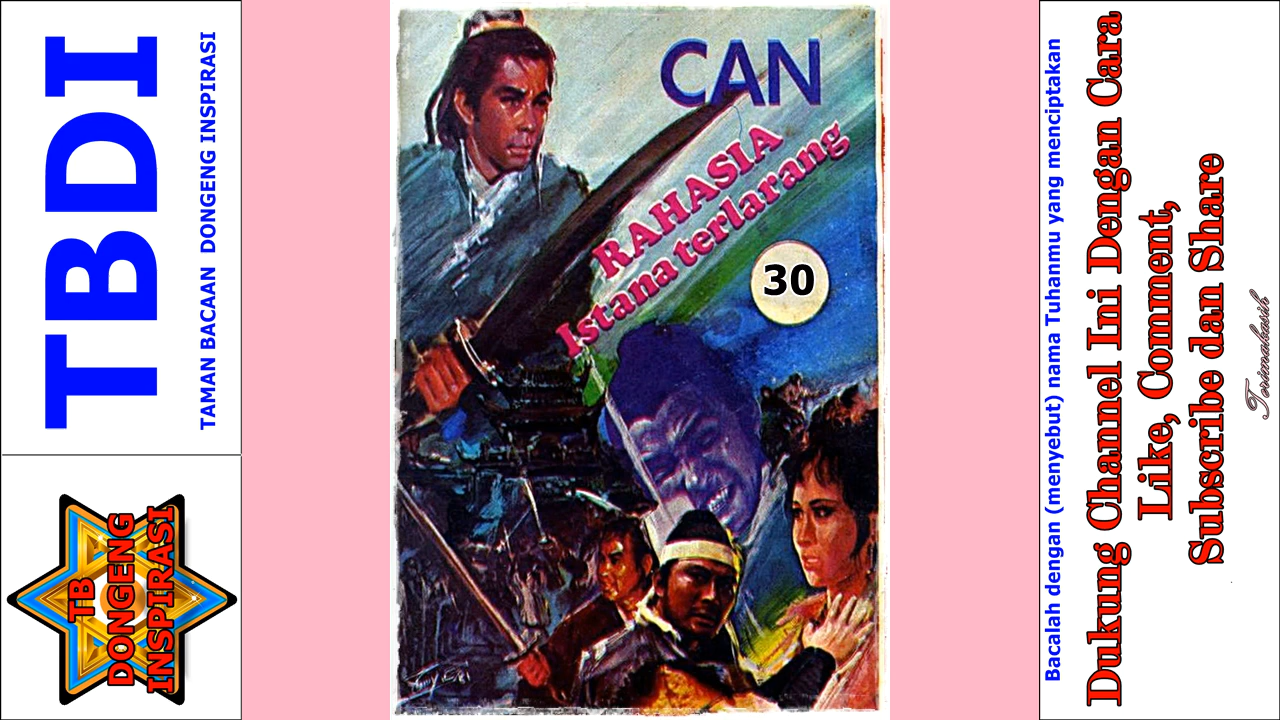 TBDI
TAMAN BACAAN DONGENG INSPIRASI
TB
DONGENG
INSPIRASI
CAN
RAHASIA
Istana terlarang
30
Bacalah dengan (menyebut) nama Tuhanmu yang menciptakan
Dukung Channel Ini Dengan Cara
Like, Comment,
Subscribe dan Share
Terimakasih